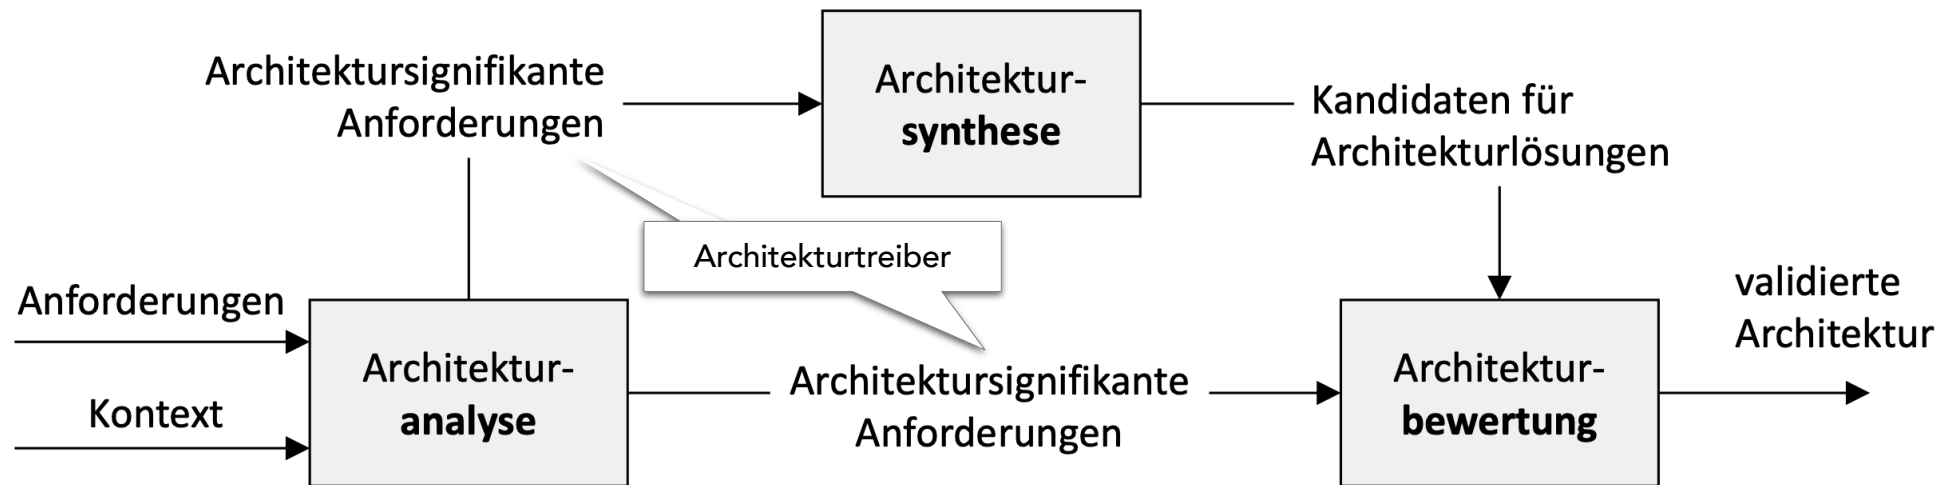 Architektursignifikante
Anforderungen
Architektur-
synthese
Kandidaten für
Architekturlösungen
Architekturtreiber
Anforderungen
Kontext
Architektur-
analyse
Architektursignifikante
Anforderungen
Architektur-
bewertung
validierte
Architektur